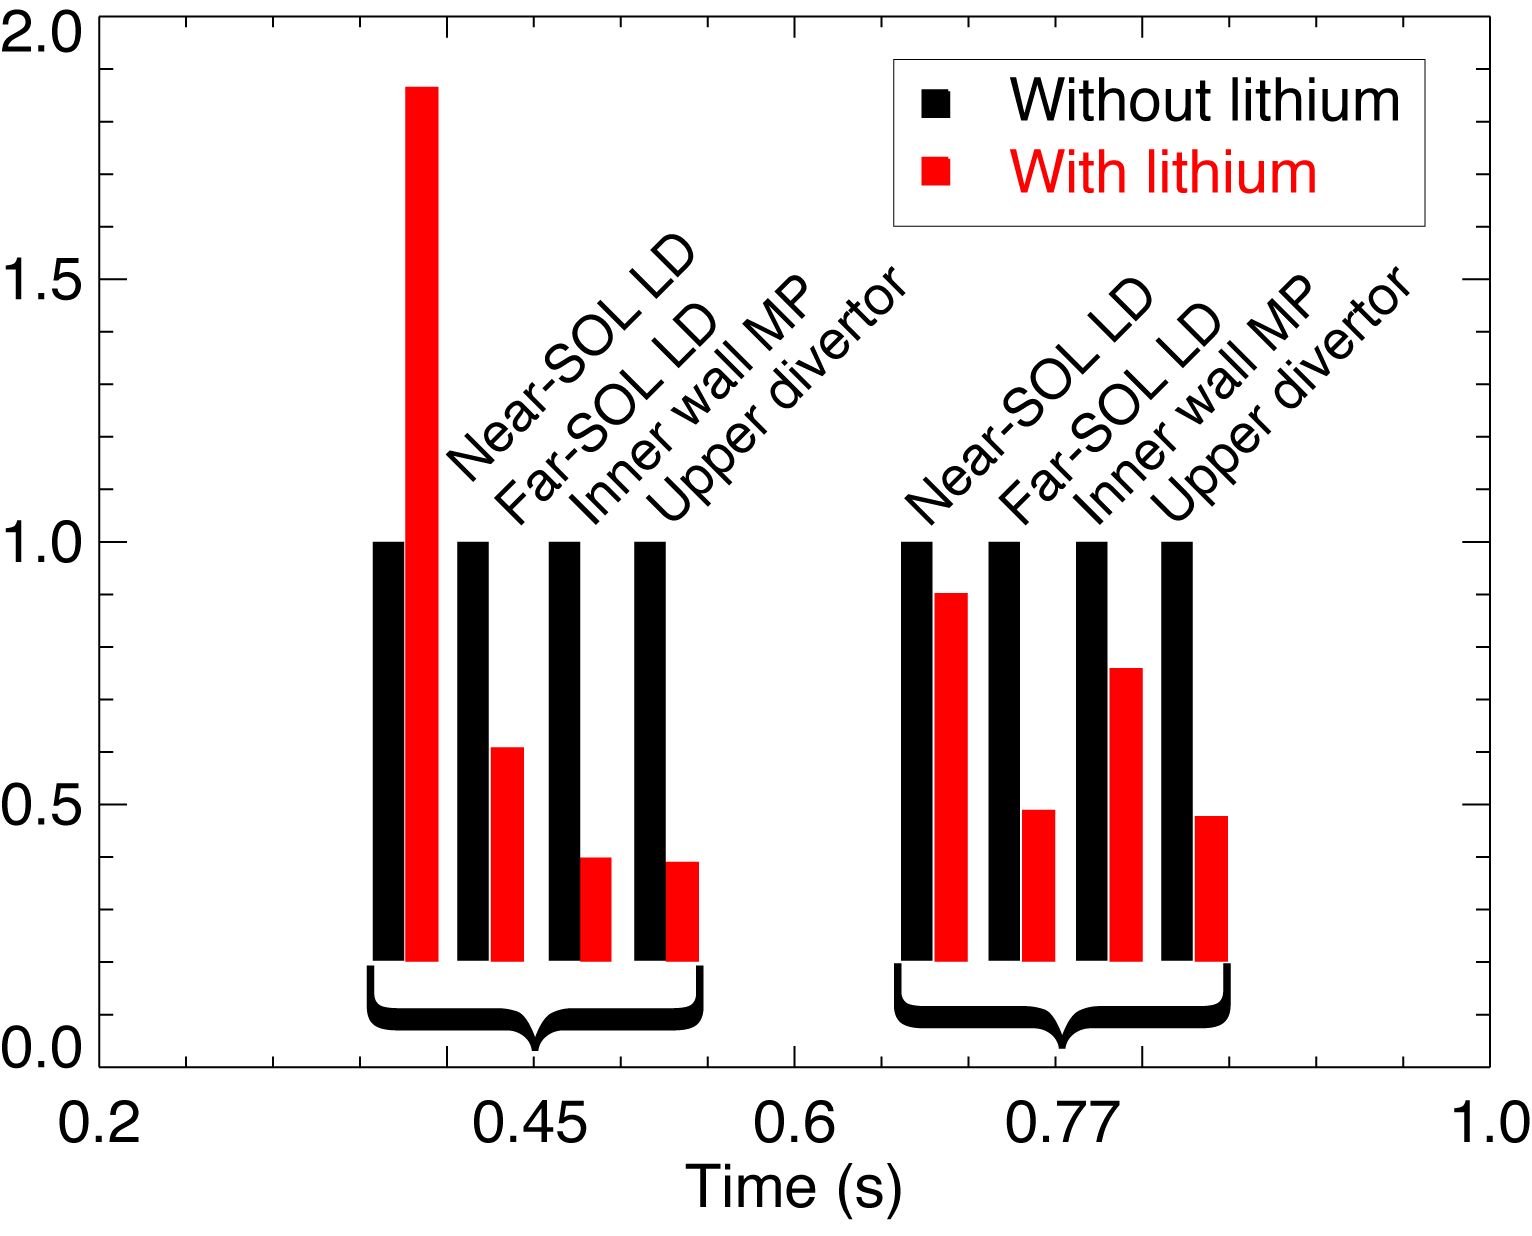 2.0
1.5
1.0
0.5
0.0
Without lithium
With lithium
Near-SOL LD
Far-SOL LD
Inner wall MP
Upper divertor
Near-SOL LD
Far-SOL LD
Inner wall MP
Upper divertor
0.2 0.45 0.6 0.77 1.0
Time (s)